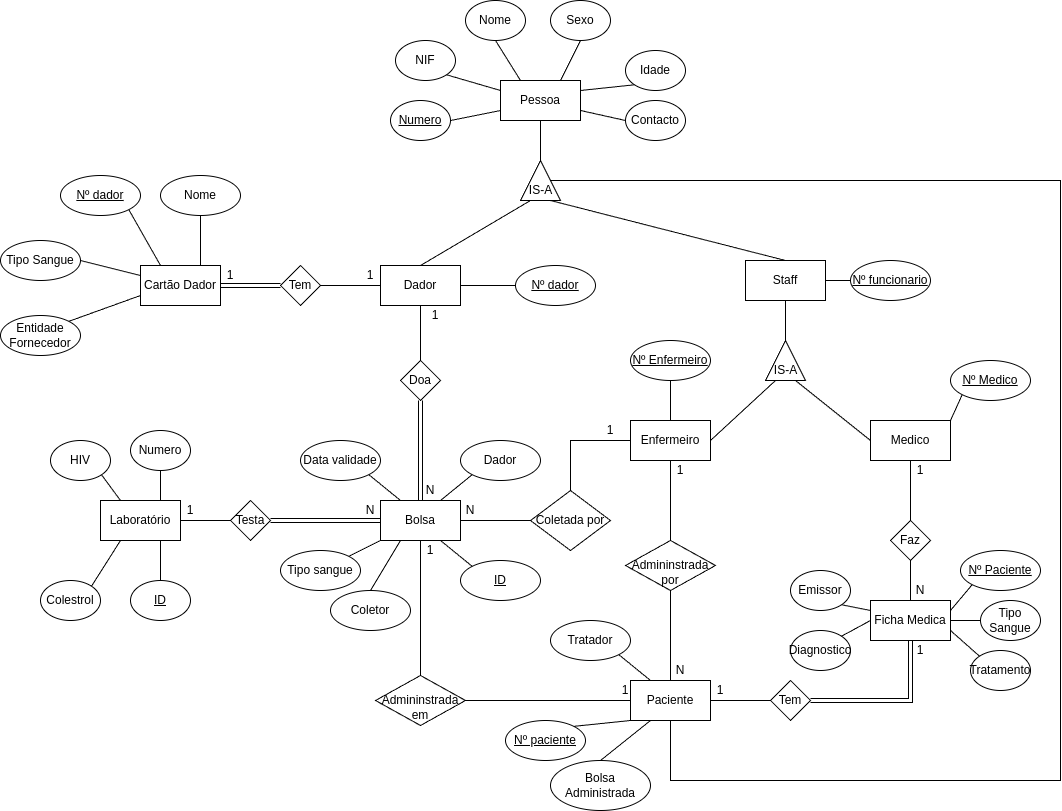 Nome
Sexo
NIF
Idade
Pessoa
Numero
Contacto
IS-A
Nº dador
Nome
Tipo Sangue
Cartão Dador
1
Tem
1
Dador
Nº dador
Staff
Nº funcionario
Entidade
Fornecedor
1
Nº Enfermeiro
IS-A
Doa
Nº Medico
1
Enfermeiro
Medico
HIV
Numero
Data validade
Dador
1
1
N
Laboratório
1
Testa
N
Bolsa
N
Coletada por
Faz
1
Tipo sangue
ID
Admininstrada
por
Colestrol
ID
Coletor
Emissor
N
Nº Paciente
Ficha Medica
Tipo
Sangue
Tratador
Diagnostico
1
Tratamento
N
Admininstrada
em
1
Paciente
1
Tem
Nº paciente
Bolsa
Administrada